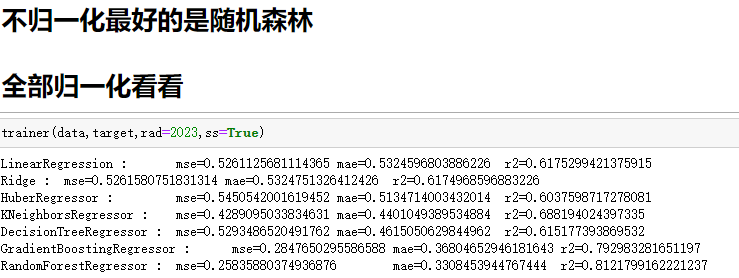 不归一化最好的是随机森林
全部归一化看看
trainer(data,target,rad=2023,ss=True)
LinearRegression : mse=0.5261125681114365 mae=0.5324596803886226 r2=0.6175299421375915
Ridge : mse=0.5261580751831314 mae=0.5324751326412426 r2=0.6174968596883226
HuberRegressor : mse=0.5450542001619452 mae=0.5134714003432014 r2=0.6037598717278081
KNeighborsRegressor : mse=0.4289095033834631 mae=0.4401049389534884 r2=0.688194024397335
DecisionTreeRegressor : mse=0.5293486520491762 mae=0.4615050629844962 r2=0.615177393869532
GradientBoostingRegressor : mse=0.2847650295586588 mae=0.36804652946181643 r2=0.792983281651197
RandomForestRegressor : mse=0.25835880374936876 mae=0.3308453944767444 r2=0.8121799162221237